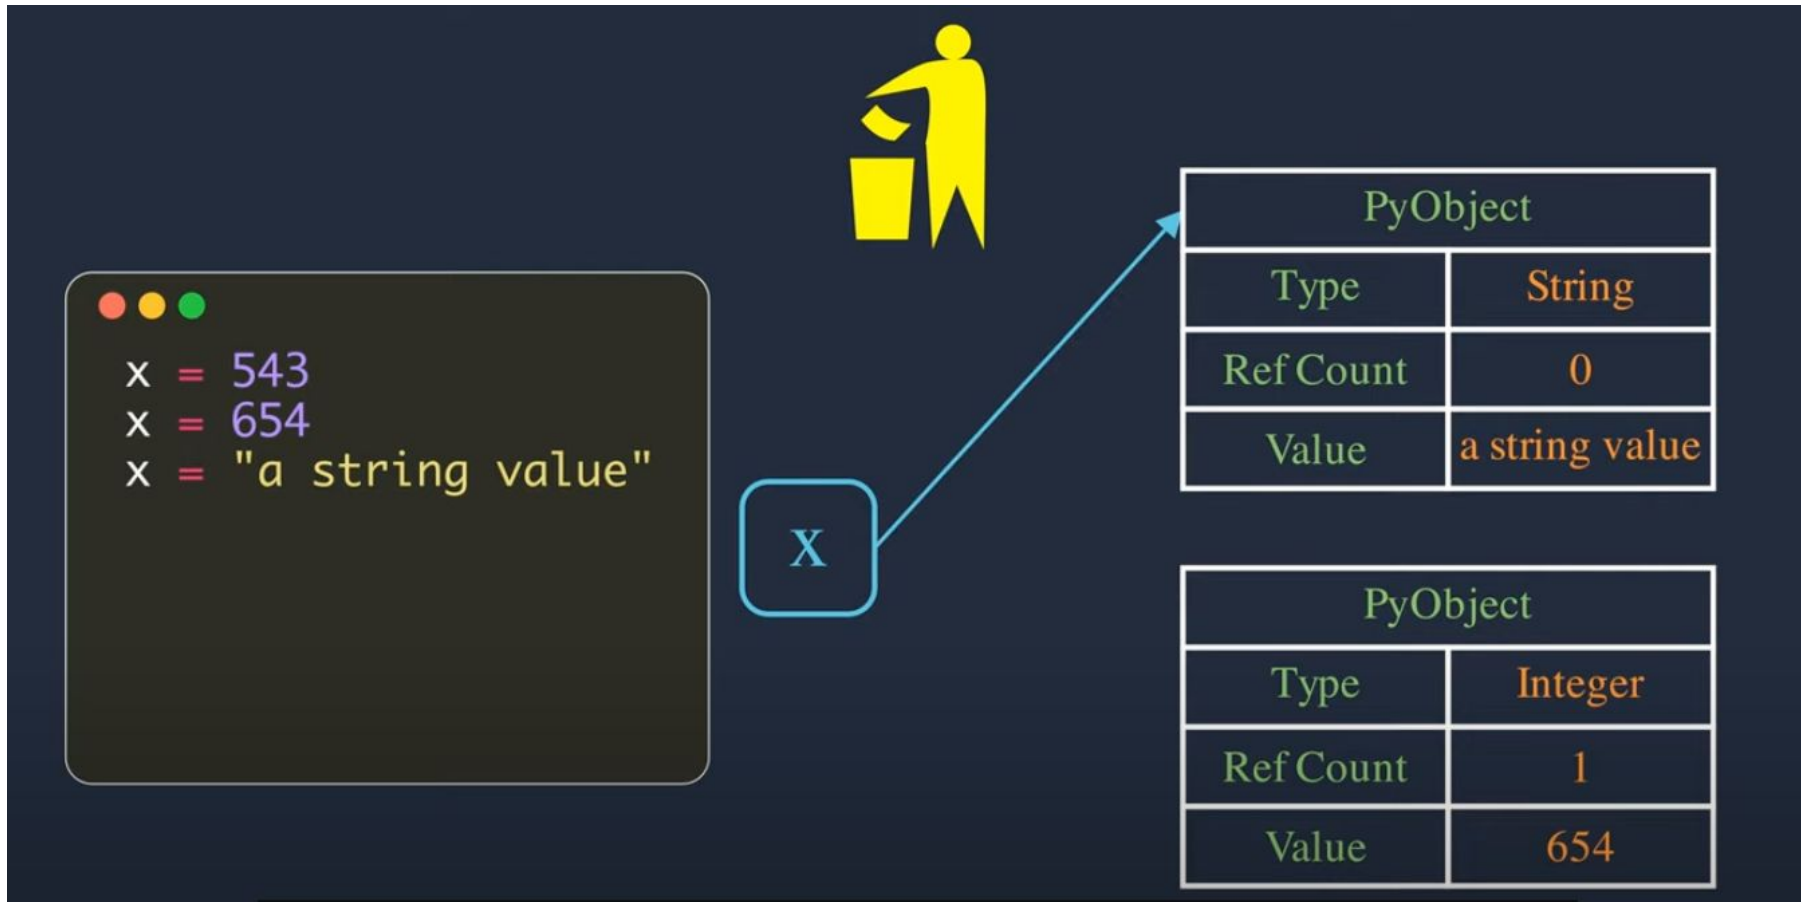 x = 543
x = 654
x = "a string value"
X
PyObject
Type String
Ref Count 0
Value a string value
PyObject
Type Integer
Ref Count 1
Value 654